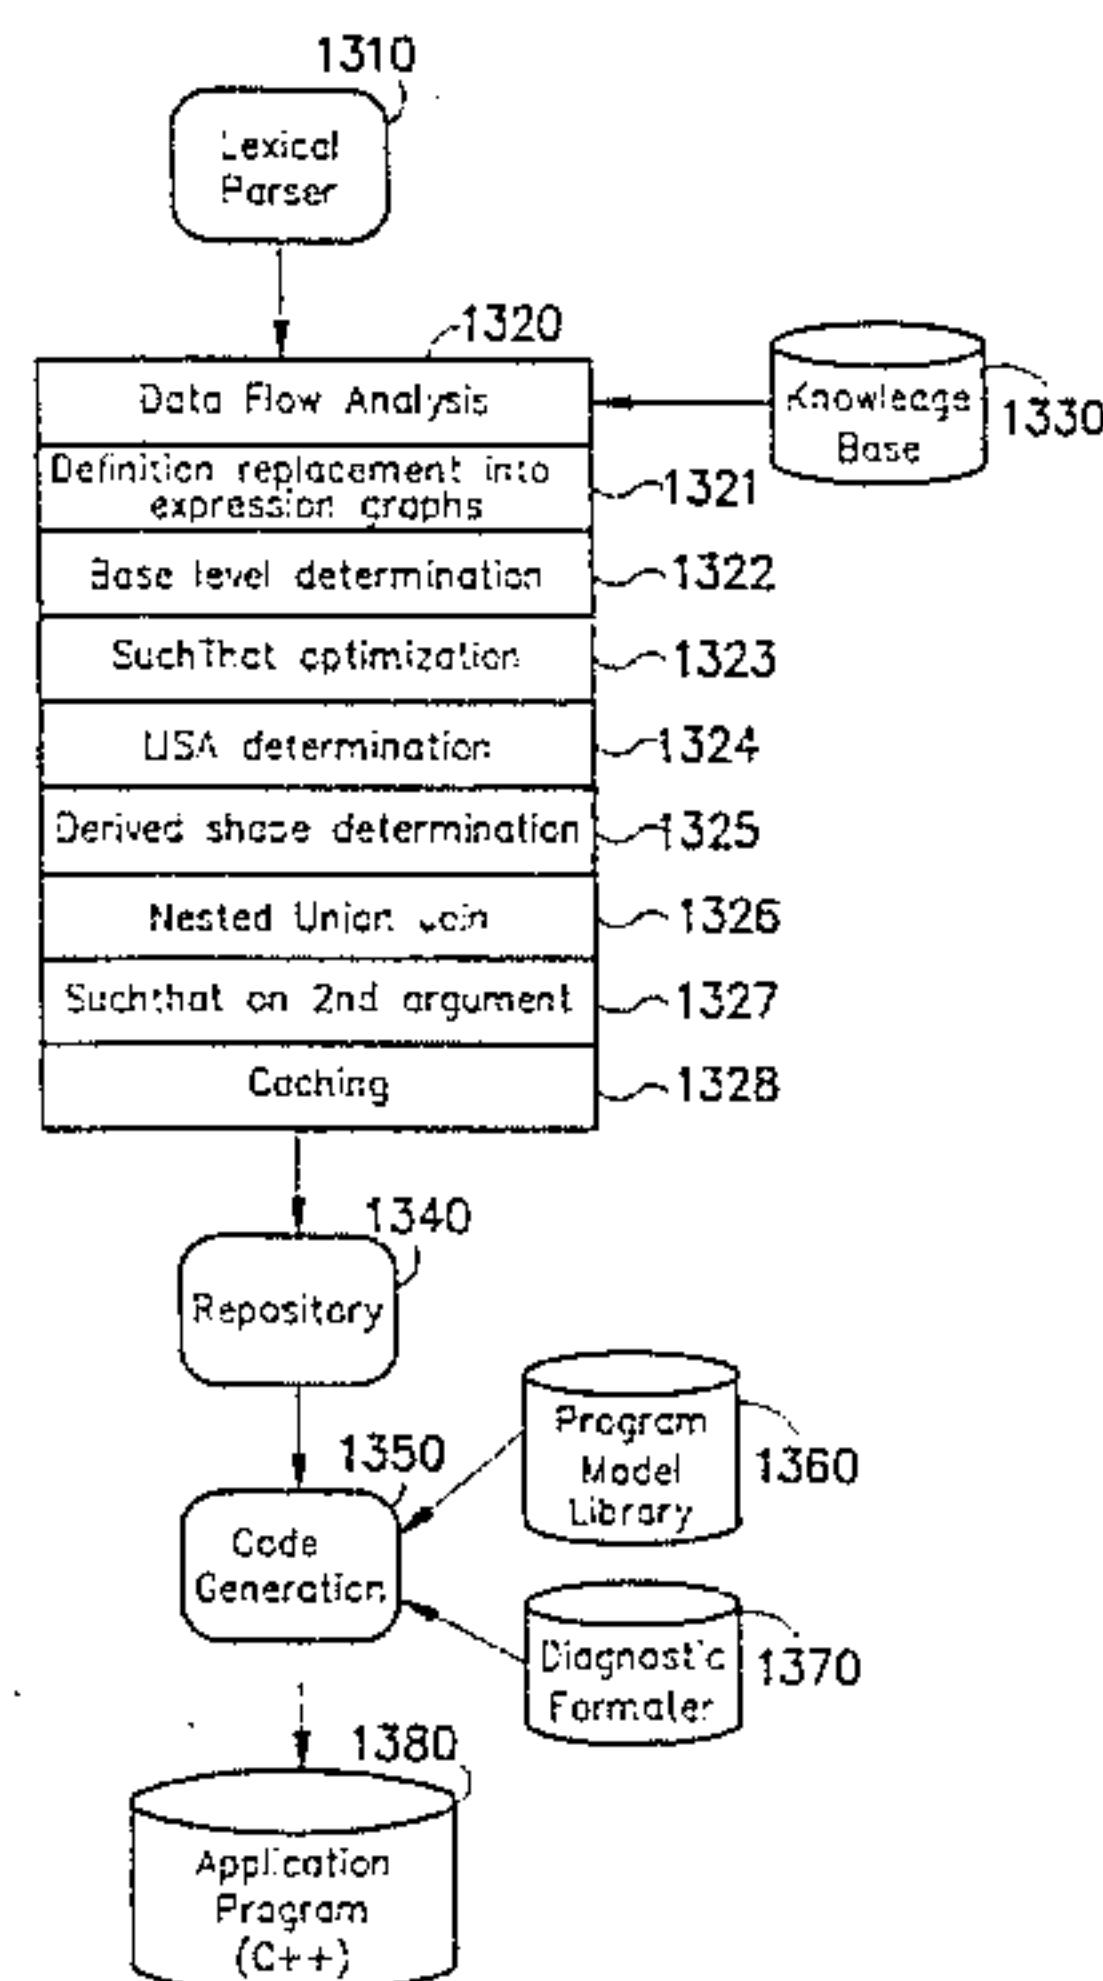 1310
Lexical
Parser
1320
Data Flow Analysis
Knowledge
Base
1330
Definition replacement into
expression graphs
1321
Base level determination
1322
SuchThat optimization
1323
USA determination
1324
Derived shape determination
1325
Nested Union Join
1326
Suchthat on 2nd argument
1327
Caching
1328
1340
Repository
1350
Code
Generation
Program
Model
Library
1360
Diagnostic
Formater
1370
1380
Application
Program
(C++)